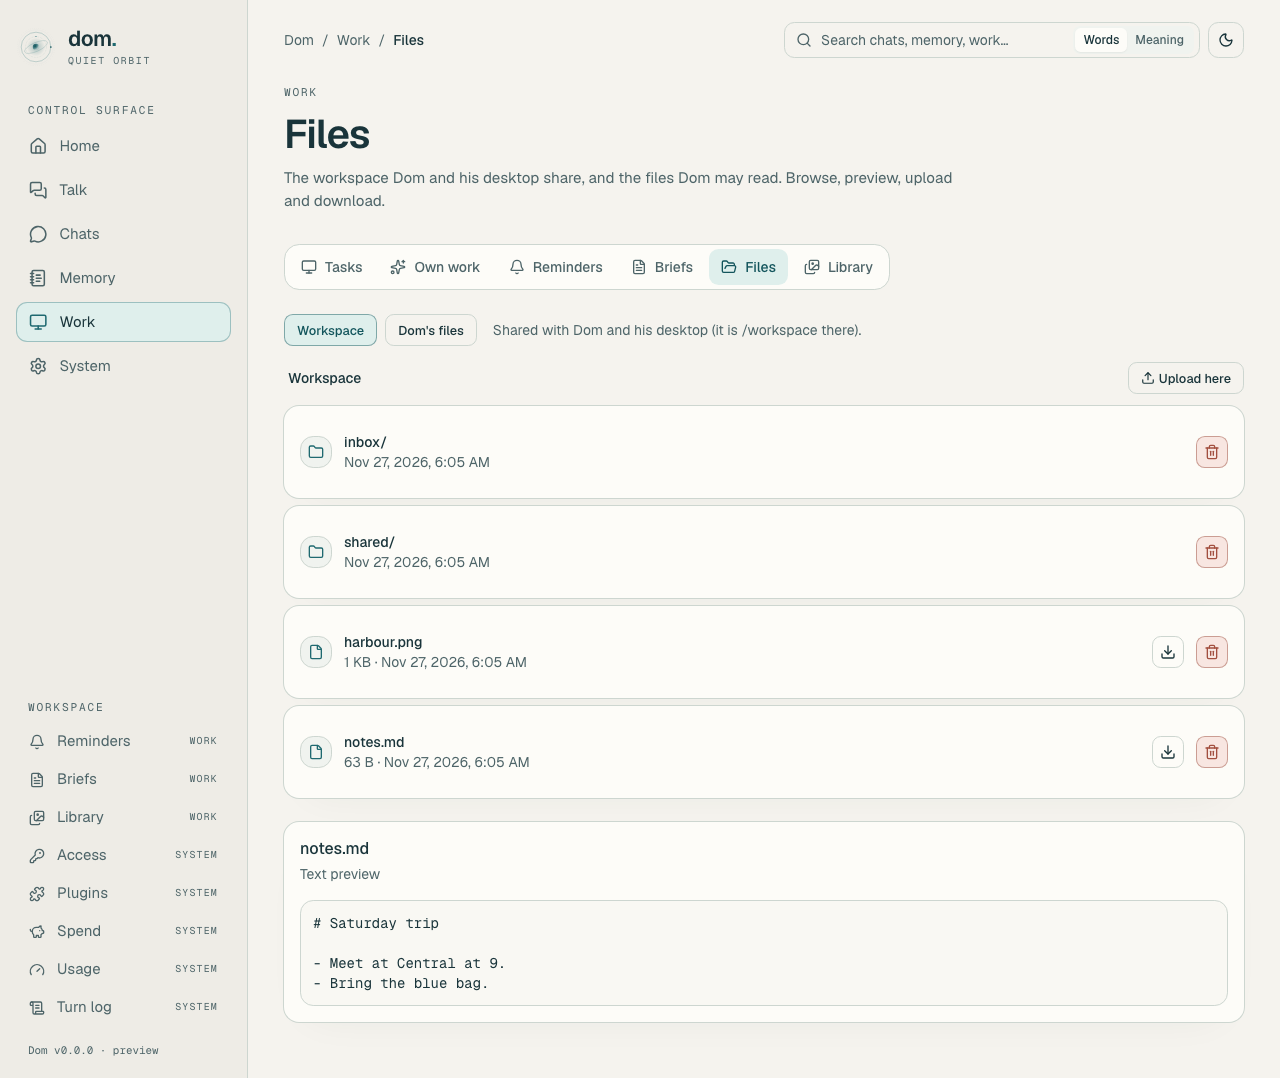 dom.
QUIET ORBIT
CONTROL SURFACE
Home
Talk
Chats
Memory
Work
System
WORKSPACE
Reminders WORK
Briefs WORK
Library WORK
Access SYSTEM
Plugins SYSTEM
Spend SYSTEM
Usage SYSTEM
Turn log SYSTEM
Dom v0.0.0 · preview
Dom / Work / Files
Search chats, memory, work… Words Meaning
WORK
Files
The workspace Dom and his desktop share, and the files Dom may read. Browse, preview, upload
and download.
Tasks Own work Reminders Briefs Files Library
Workspace Dom's files Shared with Dom and his desktop (it is /workspace there).
Workspace Upload here
inbox/
Nov 27, 2026, 6:05 AM
shared/
Nov 27, 2026, 6:05 AM
harbour.png
1 KB · Nov 27, 2026, 6:05 AM
notes.md
63 B · Nov 27, 2026, 6:05 AM
notes.md
Text preview
# Saturday trip
- Meet at Central at 9.
- Bring the blue bag.